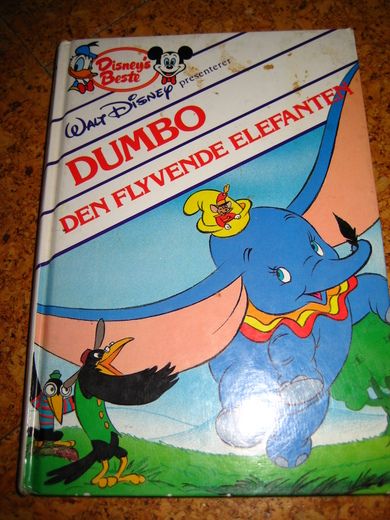 Disney's
Beste
WALT DISNEY presenterer
DUMBO
DEN FLYVENDE ELEFANTEN